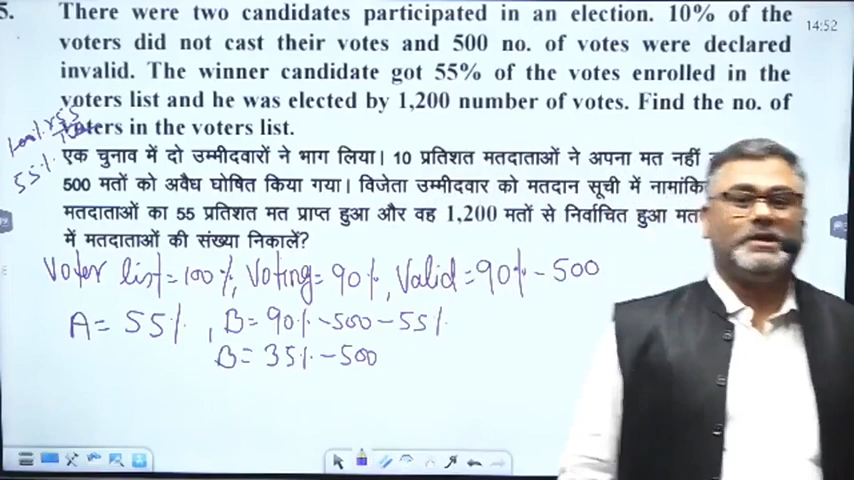 5. There were two candidates participated in an election. 10% of the
14:52
voters did not cast their votes and 500 no. of votes were declared
invalid. The winner candidate got 55% of the votes enrolled in the
voters list and he was elected by 1,200 number of votes. Find the no. of
voters in the voters list.
100% x 55
55%
एक चुनाव में दो उम्मीदवारों ने भाग लिया। 10 प्रतिशत मतदाताओं ने अपना मत नहीं
500 मतों को अवैध घोषित किया गया। विजेता उम्मीदवार को मतदान सूची में नामांकि
मतदाताओं का 55 प्रतिशत मत प्राप्त हुआ और वह 1,200 मतों से निर्वाचित हुआ मत
में मतदाताओं की संख्या निकालें?
Voter list = 100%, Voting = 90%, Valid = 90% - 500
A = 55%, B = 90% - 500 - 55%
B = 35% - 500